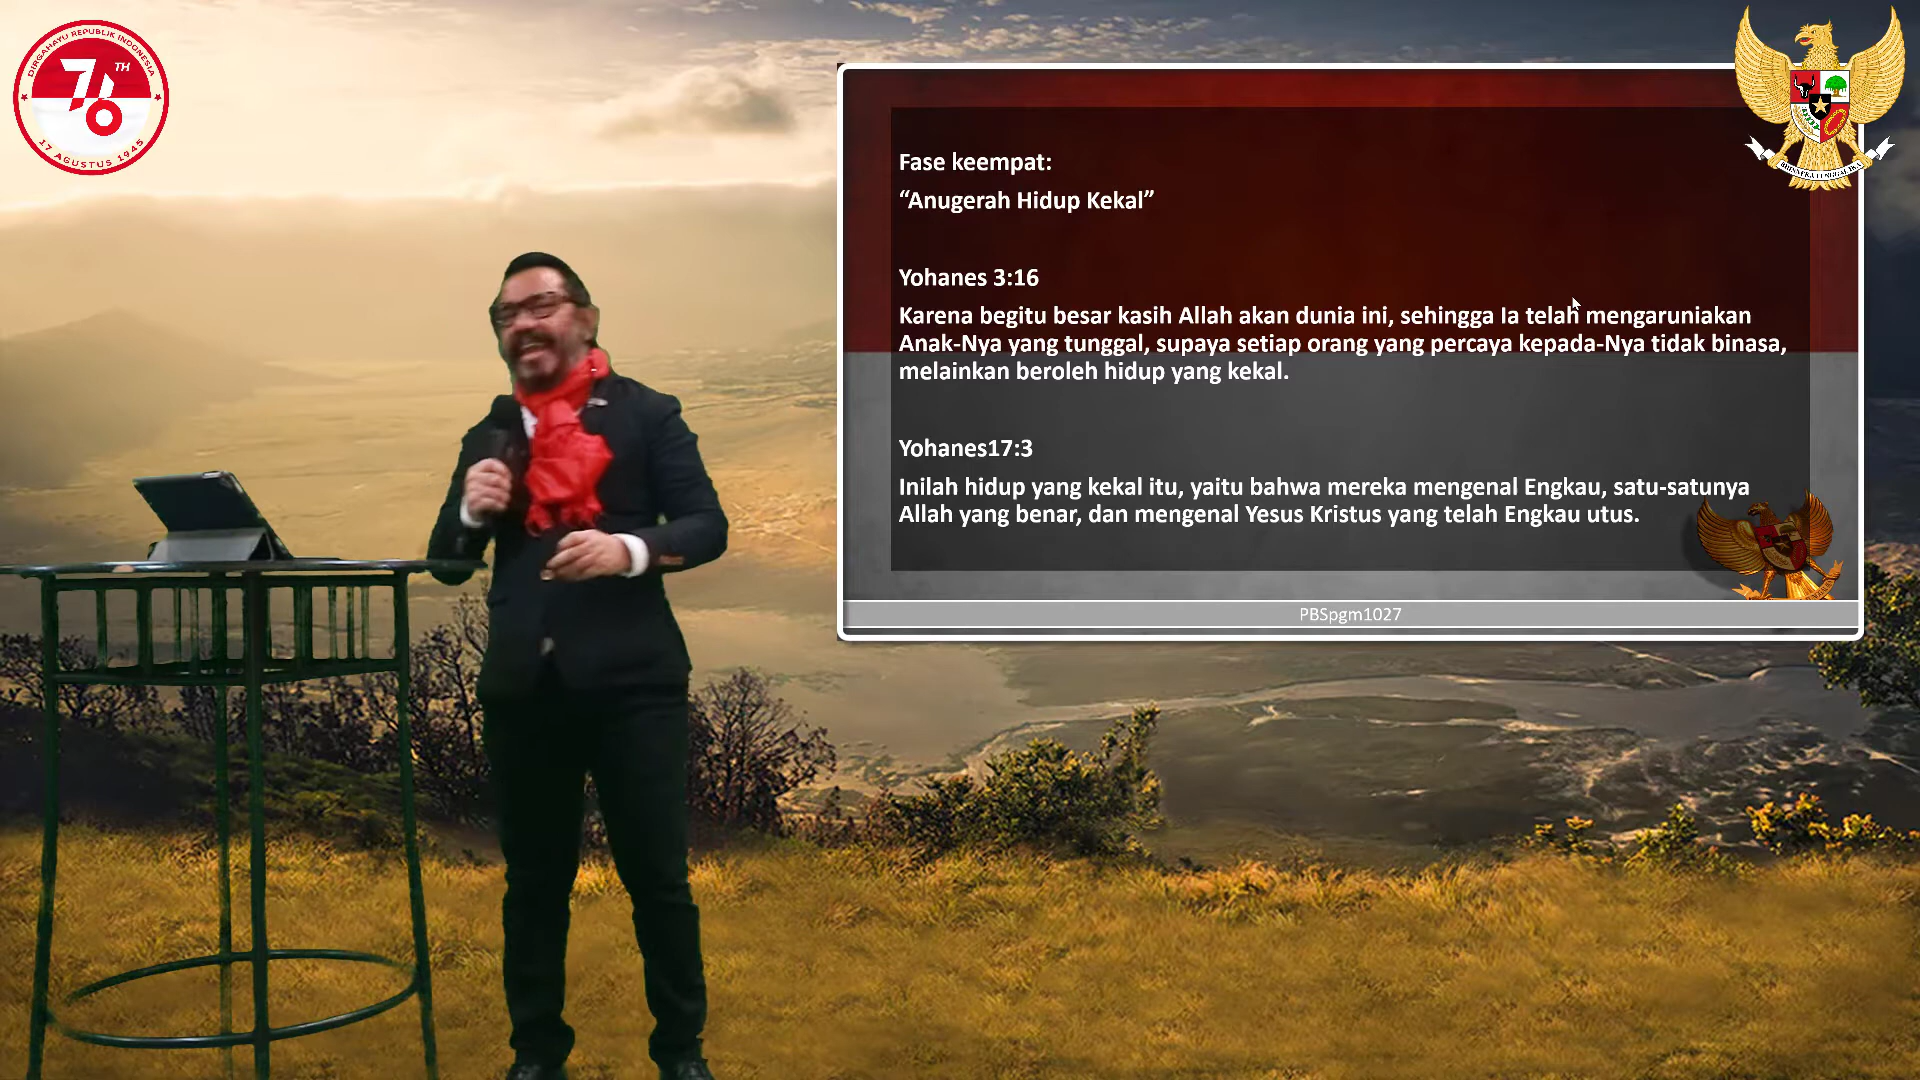 DIRGAHAYU REPUBLIK INDONESIA
76
TH
17 AGUSTUS 1945
BHINNEKA TUNGGAL IKA
Fase keempat:
“Anugerah Hidup Kekal”
Yohanes 3:16
Karena begitu besar kasih Allah akan dunia ini, sehingga Ia telah mengaruniakan
Anak-Nya yang tunggal, supaya setiap orang yang percaya kepada-Nya tidak binasa,
melainkan beroleh hidup yang kekal.
Yohanes17:3
Inilah hidup yang kekal itu, yaitu bahwa mereka mengenal Engkau, satu-satunya
Allah yang benar, dan mengenal Yesus Kristus yang telah Engkau utus.
PBSpgm1027